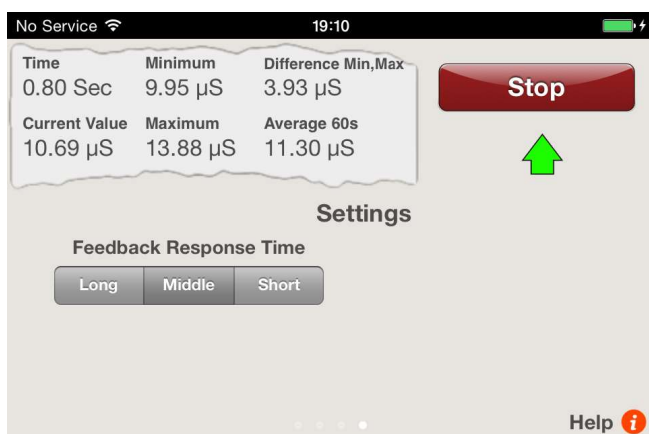 No Service 19:10
Time Minimum Difference Min,Max
0.80 Sec 9.95 µS 3.93 µS
Current Value Maximum Average 60s
10.69 µS 13.88 µS 11.30 µS
Stop
Settings
Feedback Response Time
Long Middle Short
Help i